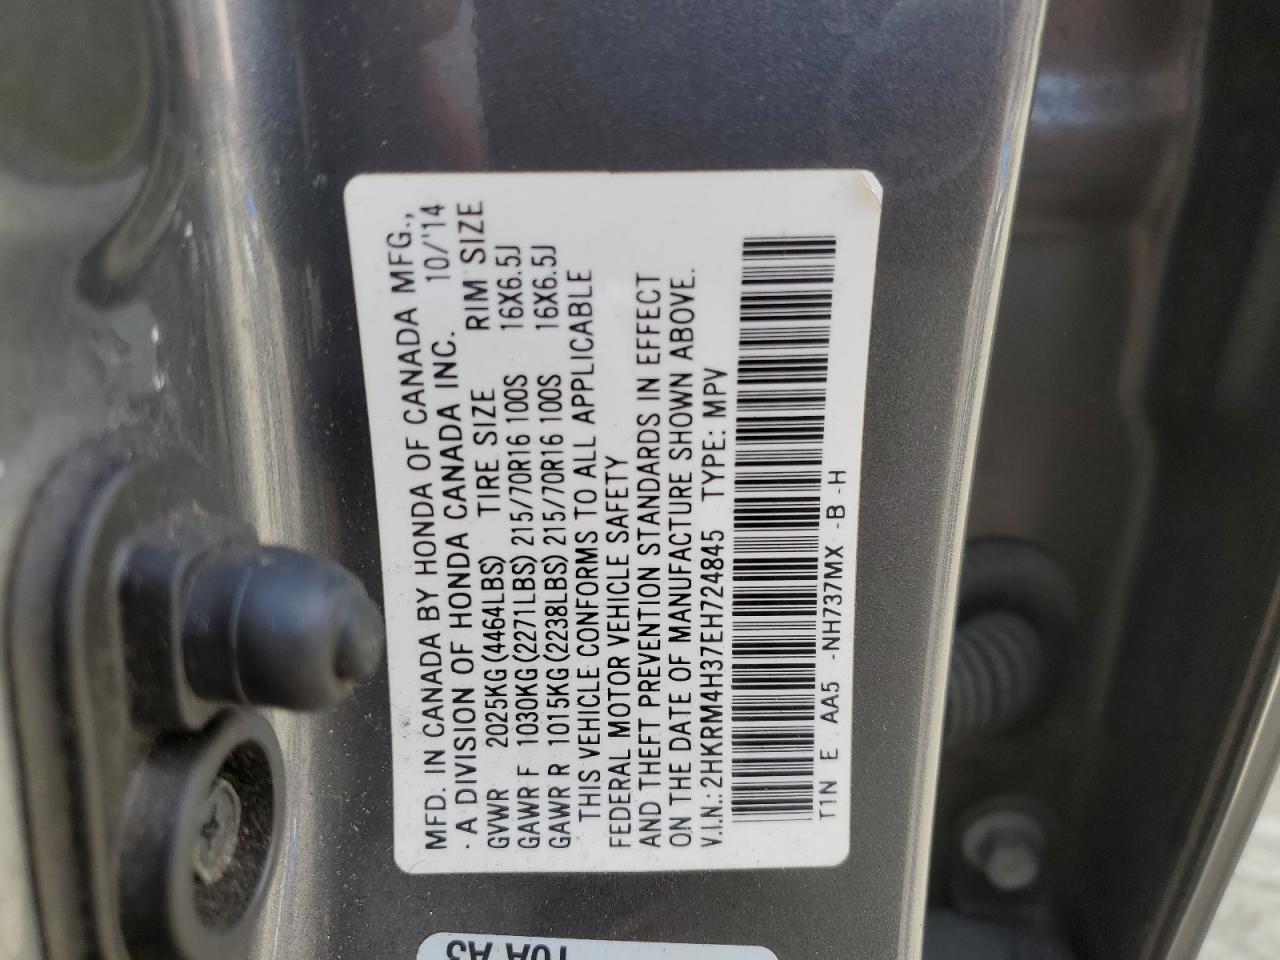 MFD. IN CANADA BY HONDA OF CANADA MFG.,
A DIVISION OF HONDA CANADA INC. 10/'14
GVWR 2025KG(4464LBS) TIRE SIZE RIM SIZE
GAWR F 1030KG(2271LBS) 215/70R16 100S 16X6.5J
GAWR R 1015KG(2238LBS) 215/70R16 100S 16X6.5J
THIS VEHICLE CONFORMS TO ALL APPLICABLE
FEDERAL MOTOR VEHICLE SAFETY
AND THEFT PREVENTION STANDARDS IN EFFECT
ON THE DATE OF MANUFACTURE SHOWN ABOVE.
V.I.N.: 2HKRM4H37EH724845 TYPE: MPV
T1N E AA5 -NH737MX -B-H